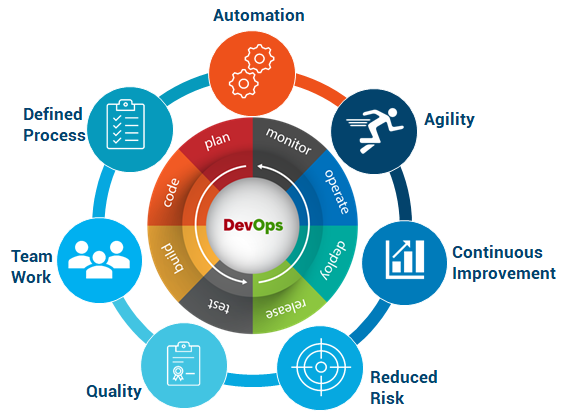 Automation
Agility
Continuous
Improvement
Reduced
Risk
Quality
Team
Work
Defined
Process
plan
monitor
operate
deploy
release
test
build
code
DevOps